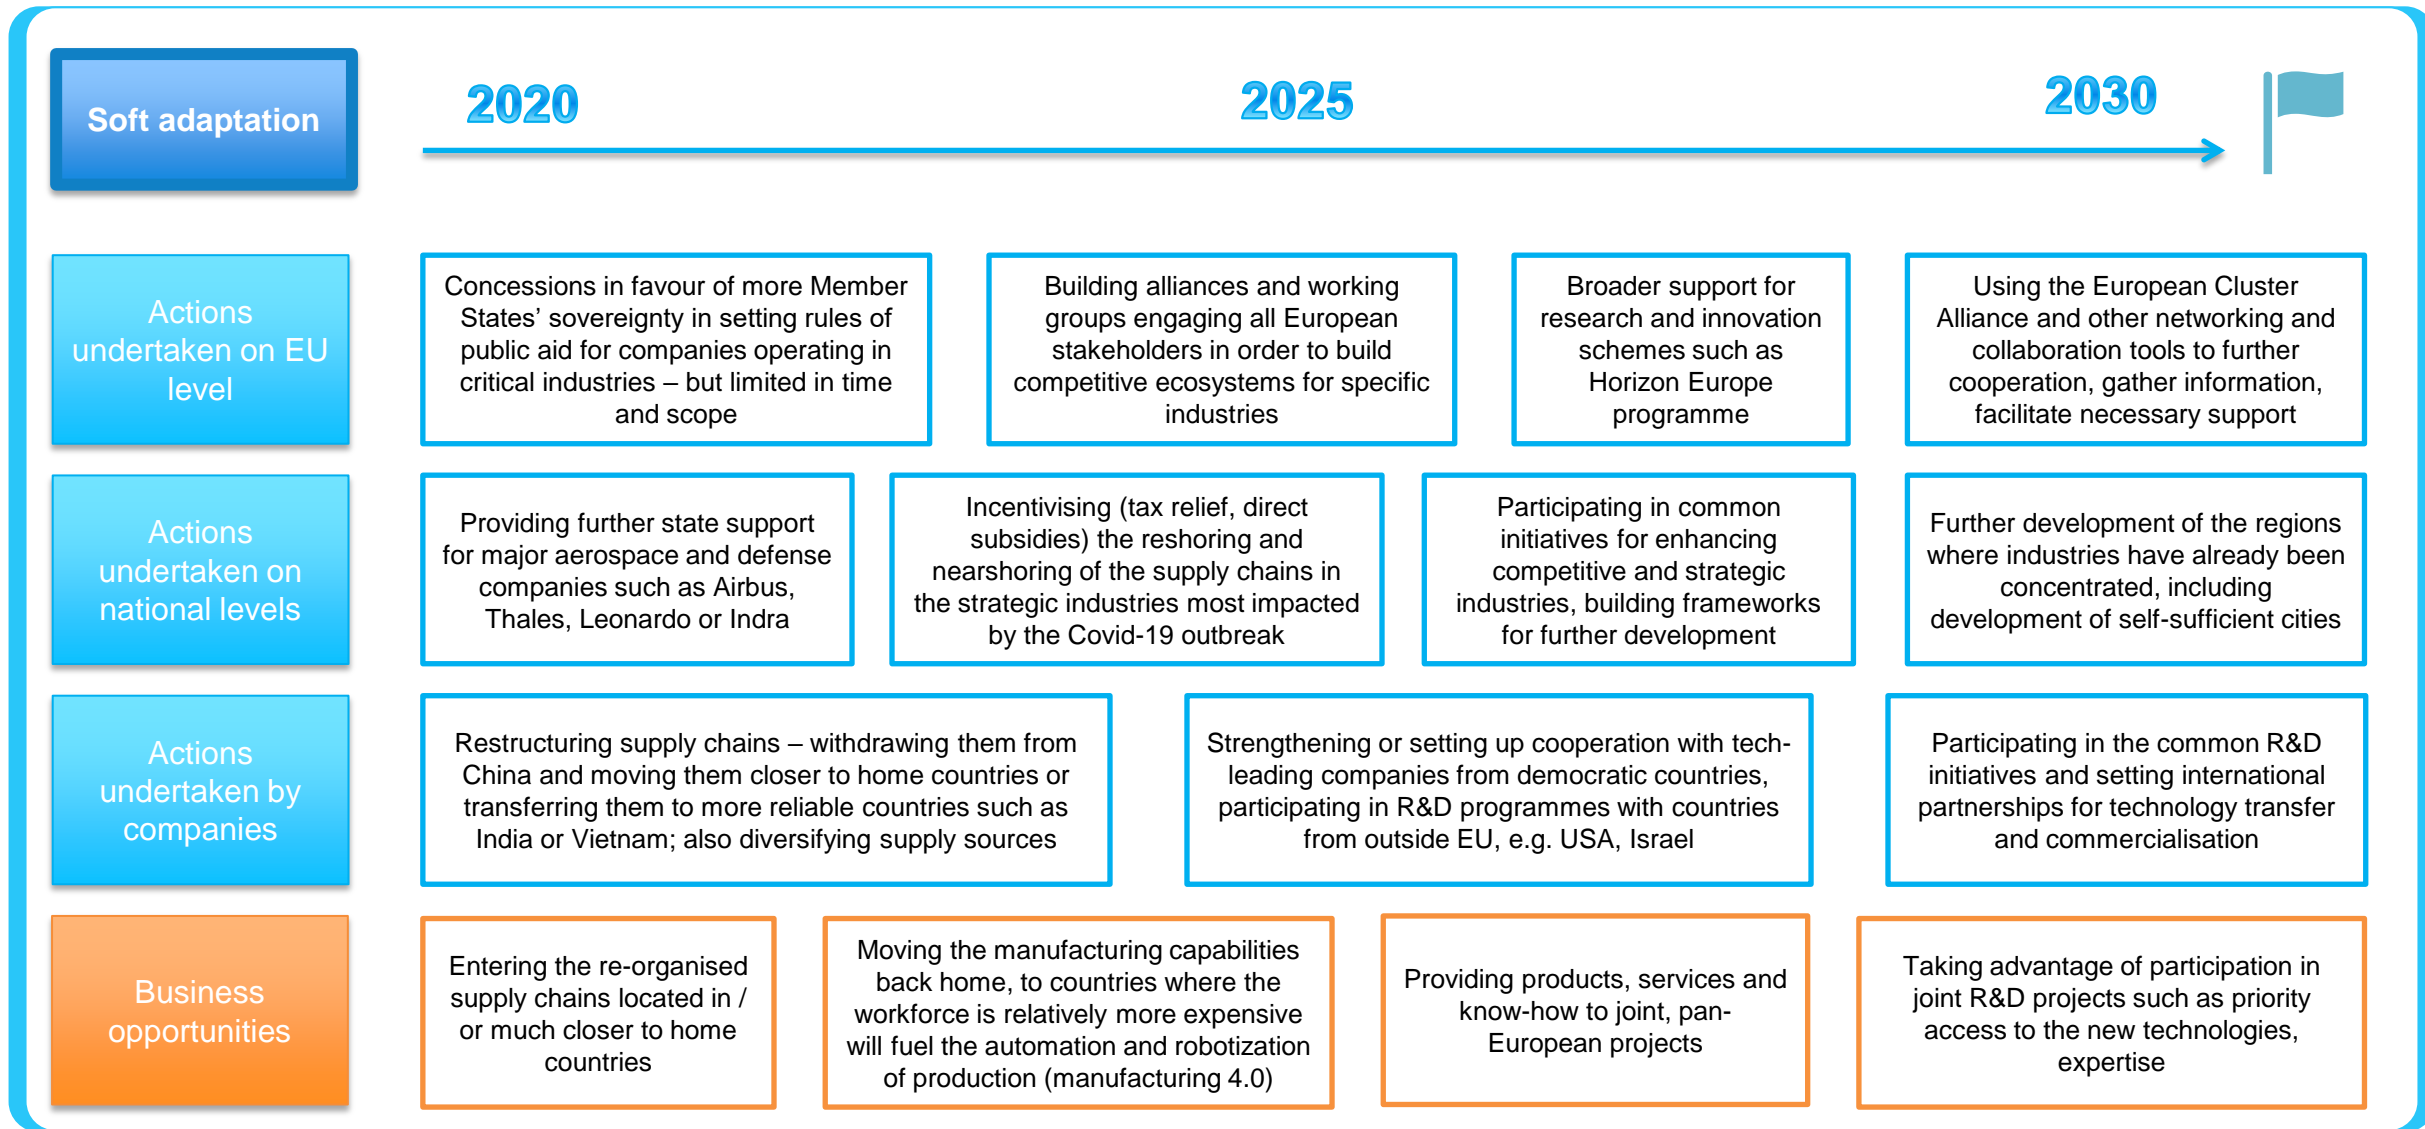 Soft adaptation
2020
2025
2030
Actions
undertaken on EU
level
Concessions in favour of more Member
States’ sovereignty in setting rules of
public aid for companies operating in
critical industries – but limited in time
and scope
Building alliances and working
groups engaging all European
stakeholders in order to build
competitive ecosystems for specific
industries
Broader support for
research and innovation
schemes such as
Horizon Europe
programme
Using the European Cluster
Alliance and other networking and
collaboration tools to further
cooperation, gather information,
facilitate necessary support
Actions
undertaken on
national levels
Providing further state support
for major aerospace and defense
companies such as Airbus,
Thales, Leonardo or Indra
Incentivising (tax relief, direct
subsidies) the reshoring and
nearshoring of the supply chains in
the strategic industries most impacted
by the Covid-19 outbreak
Participating in common
initiatives for enhancing
competitive and strategic
industries, building frameworks
for further development
Further development of the regions
where industries have already been
concentrated, including
development of self-sufficient cities
Actions
undertaken by
companies
Restructuring supply chains – withdrawing them from
China and moving them closer to home countries or
transferring them to more reliable countries such as
India or Vietnam; also diversifying supply sources
Strengthening or setting up cooperation with tech-
leading companies from democratic countries,
participating in R&D programmes with countries
from outside EU, e.g. USA, Israel
Participating in the common R&D
initiatives and setting international
partnerships for technology transfer
and commercialisation
Business
opportunities
Entering the re-organised
supply chains located in /
or much closer to home
countries
Moving the manufacturing capabilities
back home, to countries where the
workforce is relatively more expensive
will fuel the automation and robotization
of production (manufacturing 4.0)
Providing products, services and
know-how to joint, pan-
European projects
Taking advantage of participation in
joint R&D projects such as priority
access to the new technologies,
expertise